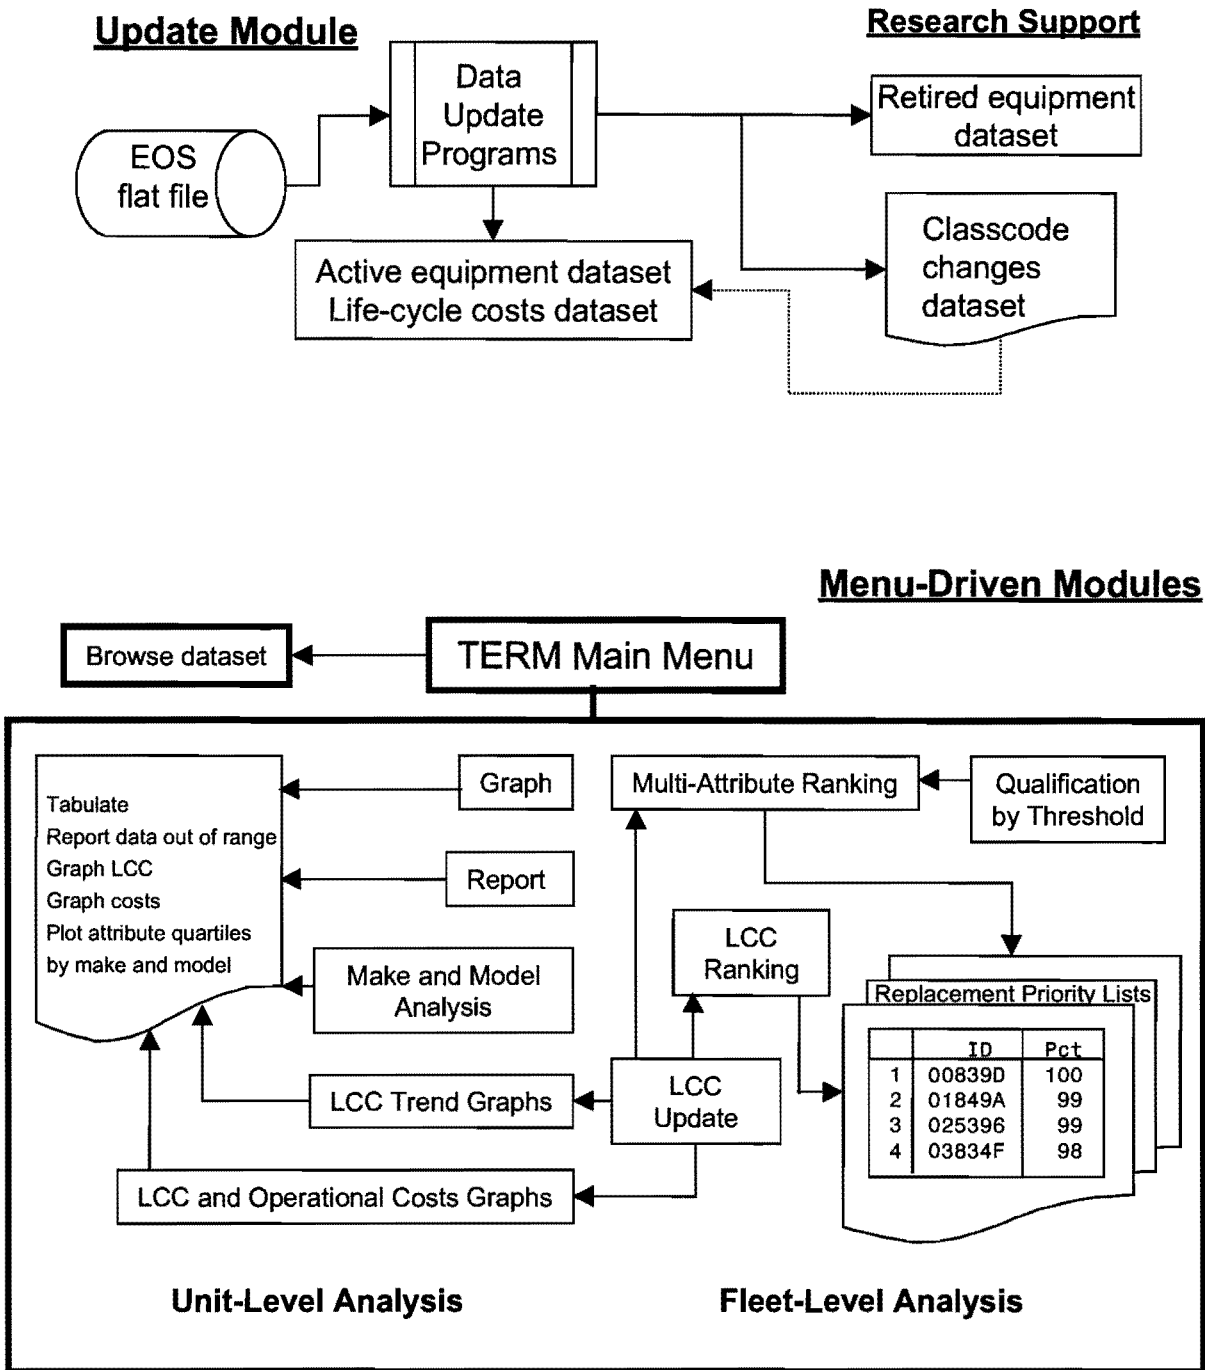 Update Module
Research Support
EOS
flat file
Data
Update
Programs
Retired equipment
dataset
Classcode
changes
dataset
Active equipment dataset
Life-cycle costs dataset
Menu-Driven Modules
Browse dataset
TERM Main Menu
Tabulate
Report data out of range
Graph LCC
Graph costs
Plot attribute quartiles
by make and model
Graph
Report
Make and Model
Analysis
LCC Trend Graphs
LCC and Operational Costs Graphs
Multi-Attribute Ranking
Qualification
by Threshold
LCC
Ranking
LCC
Update
Replacement Priority Lists
ID Pct
1 00839D 100
2 01849A 99
3 025396 99
4 03834F 98
Unit-Level Analysis
Fleet-Level Analysis